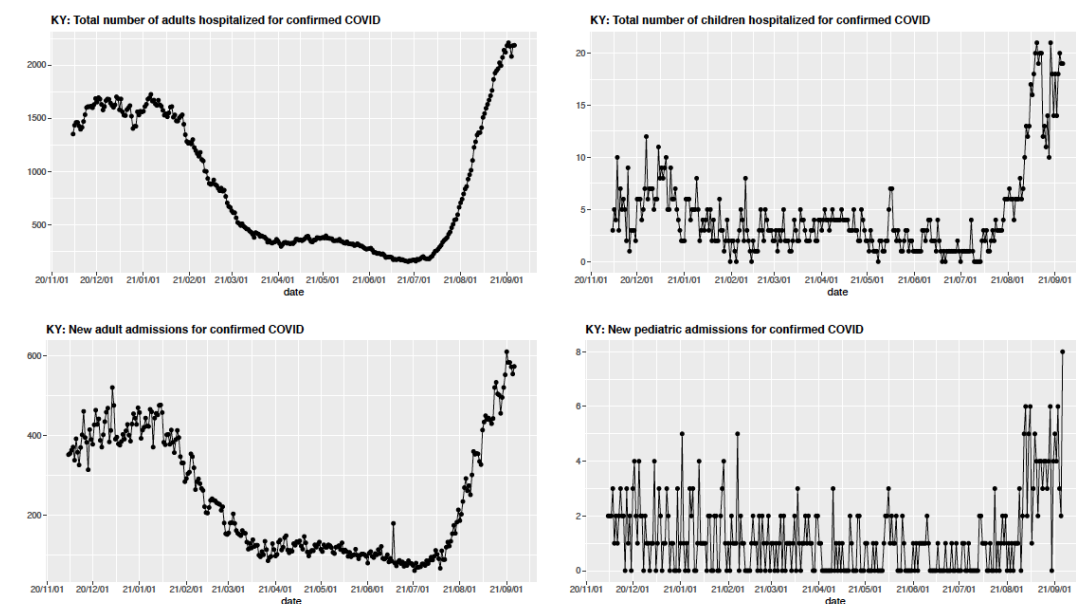 KY: Total number of adults hospitalized for confirmed COVID
2000
1500
1000
500
20/11/01 20/12/01 21/01/01 21/02/01 21/03/01 21/04/01 21/05/01 21/06/01 21/07/01 21/08/01 21/09/01
date
KY: Total number of children hospitalized for confirmed COVID
20
15
10
5
0
20/11/01 20/12/01 21/01/01 21/02/01 21/03/01 21/04/01 21/05/01 21/06/01 21/07/01 21/08/01 21/09/01
date
KY: New adult admissions for confirmed COVID
600
400
200
20/11/01 20/12/01 21/01/01 21/02/01 21/03/01 21/04/01 21/05/01 21/06/01 21/07/01 21/08/01 21/09/01
date
KY: New pediatric admissions for confirmed COVID
8
6
4
2
0
20/11/01 20/12/01 21/01/01 21/02/01 21/03/01 21/04/01 21/05/01 21/06/01 21/07/01 21/08/01 21/09/01
date